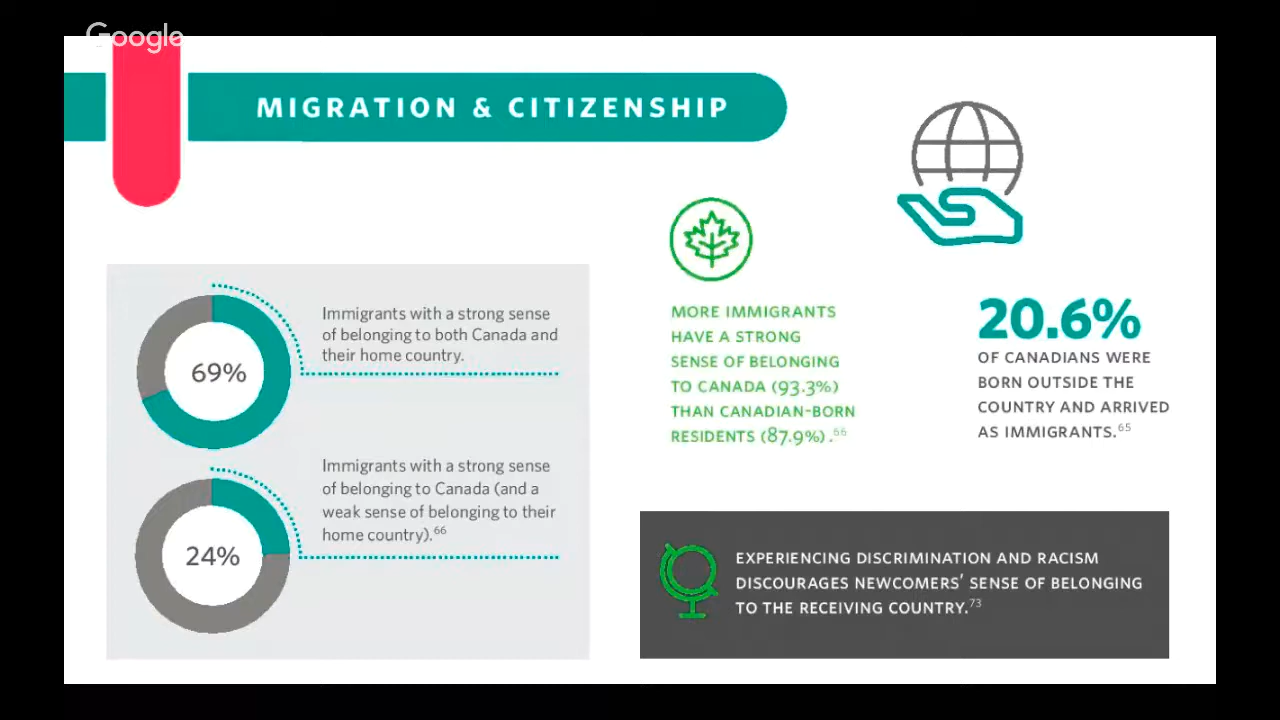 Google
MIGRATION & CITIZENSHIP
69%
Immigrants with a strong sense
of belonging to both Canada and
their home country.
24%
Immigrants with a strong sense
of belonging to Canada (and a
weak sense of belonging to their
home country).66
MORE IMMIGRANTS
HAVE A STRONG
SENSE OF BELONGING
TO CANADA (93.3%)
THAN CANADIAN-BORN
RESIDENTS (87.9%) .66
20.6%
OF CANADIANS WERE
BORN OUTSIDE THE
COUNTRY AND ARRIVED
AS IMMIGRANTS.65
EXPERIENCING DISCRIMINATION AND RACISM
DISCOURAGES NEWCOMERS' SENSE OF BELONGING
TO THE RECEIVING COUNTRY.73